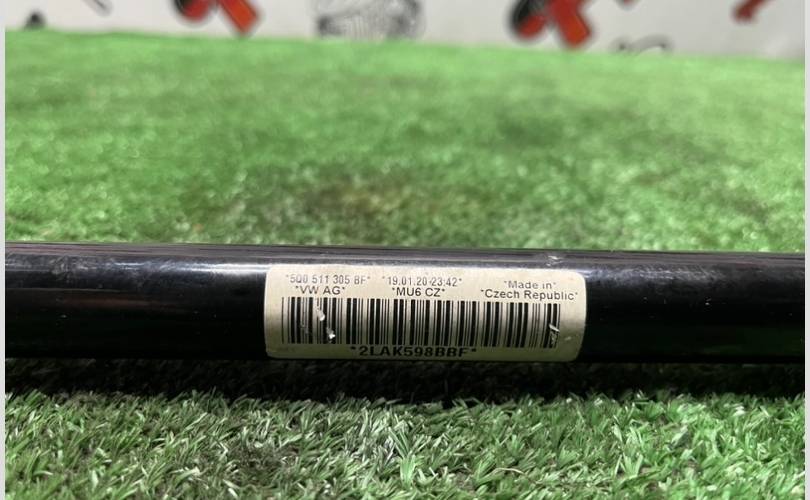 *5Q0 511 305 BF* *19.01.20-23:42* *Made in*
*VW AG* *MU6 CZ* *Czech Republic*
*2LAK598BBF*